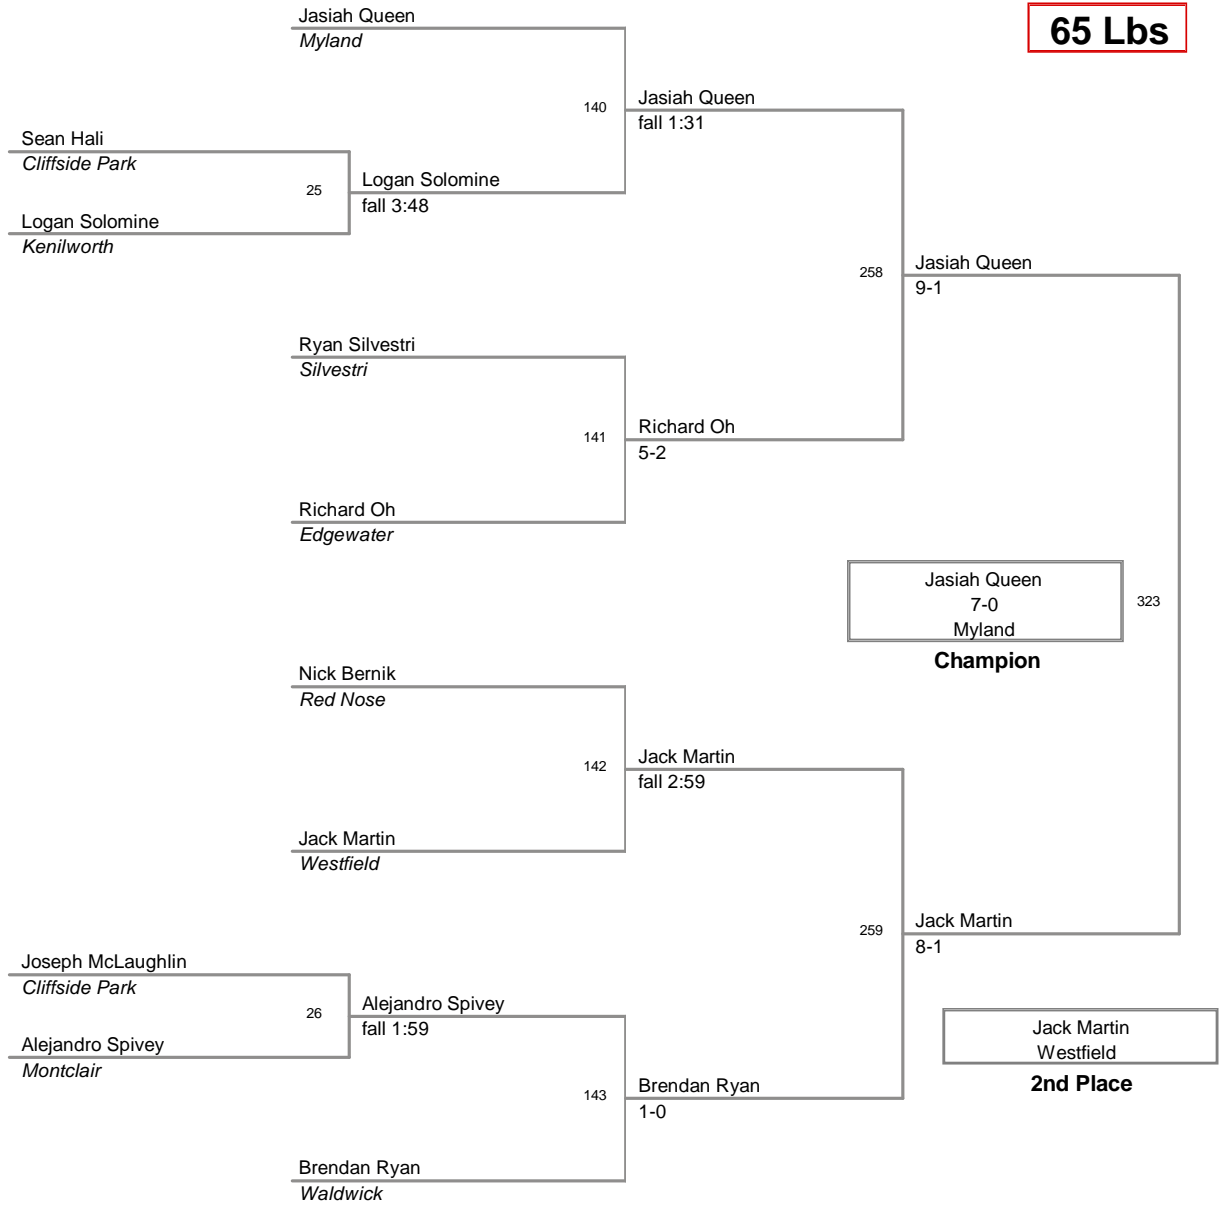 Jasiah Queen
Myland
65 Lbs
140
Jasiah Queen
fall 1:31
Sean Hali
Cliffside Park
25
Logan Solomine
fall 3:48
Logan Solomine
Kenilworth
258
Jasiah Queen
9-1
Ryan Silvestri
Silvestri
141
Richard Oh
5-2
Richard Oh
Edgewater
Jasiah Queen
7-0
Myland
323
Champion
Nick Bernik
Red Nose
142
Jack Martin
fall 2:59
Jack Martin
Westfield
259
Jack Martin
8-1
Joseph McLaughlin
Cliffside Park
26
Alejandro Spivey
fall 1:59
Alejandro Spivey
Montclair
Jack Martin
Westfield
2nd Place
143
Brendan Ryan
1-0
Brendan Ryan
Waldwick